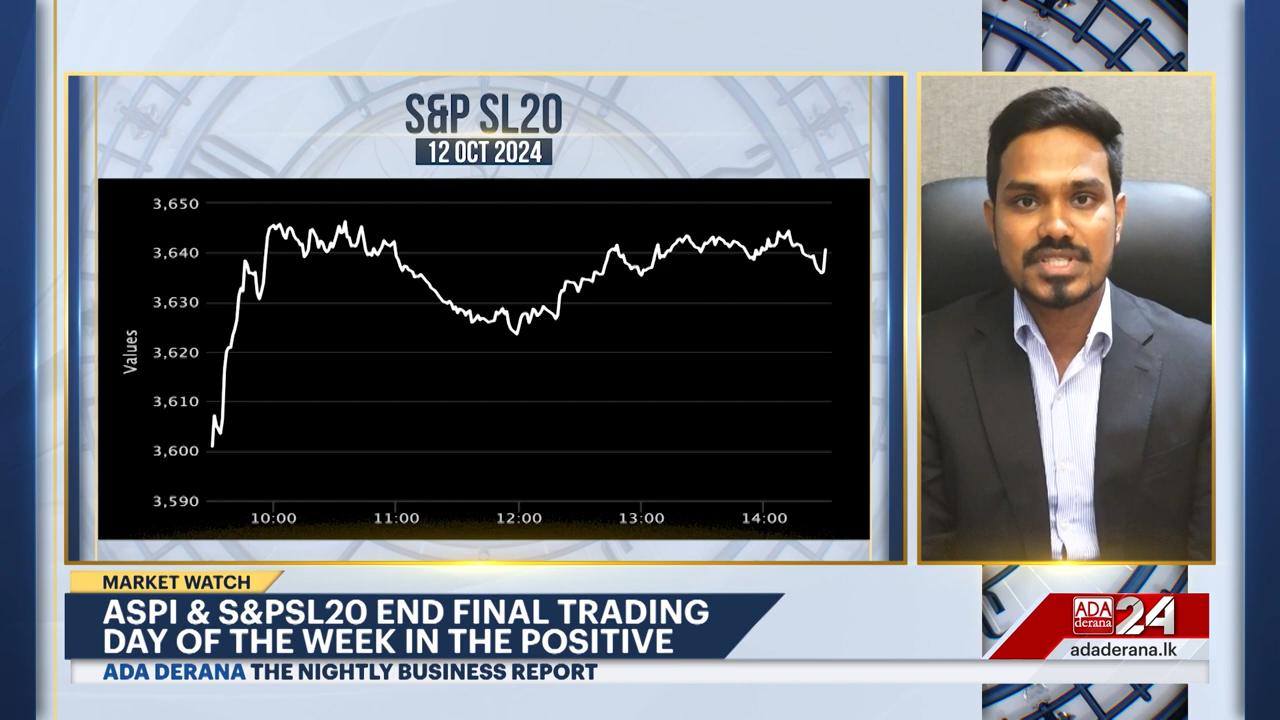 S&P SL20
12 OCT 2024
3,650
3,640
3,630
3,620
3,610
3,600
3,590
Values
10:00 11:00 12:00 13:00 14:00
MARKET WATCH
ASPI & S&PSL20 END FINAL TRADING
DAY OF THE WEEK IN THE POSITIVE
ADA DERANA THE NIGHTLY BUSINESS REPORT
ADA
derana
24
adaderana.lk